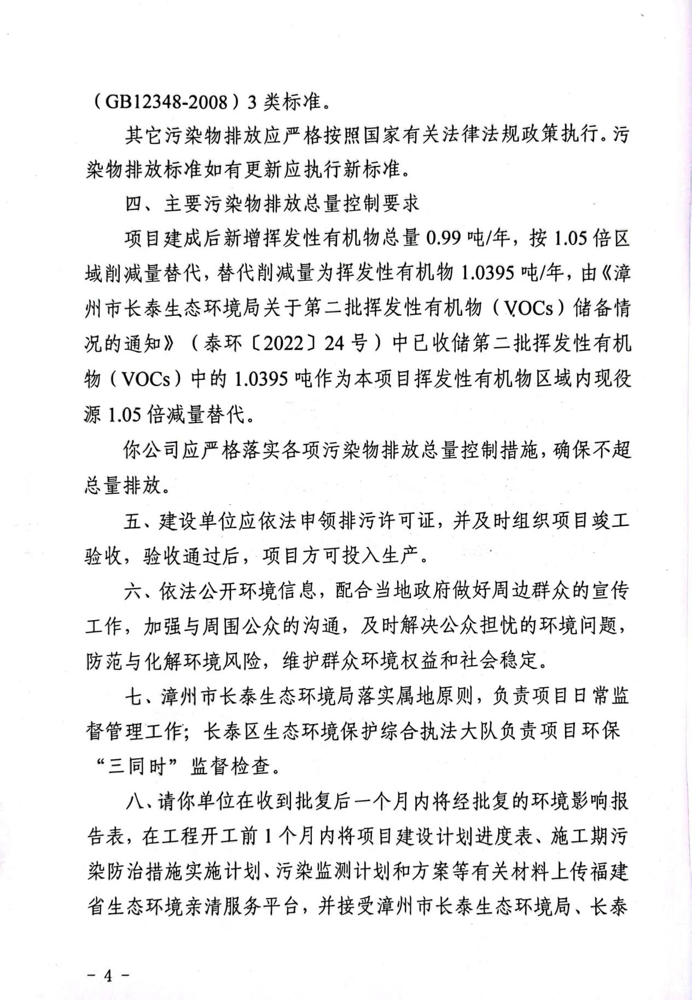 （GB12348-2008）3 类标准。
其它污染物排放应严格按照国家有关法律法规政策执行。污
染物排放标准如有更新应执行新标准。
四、主要污染物排放总量控制要求
项目建成后新增挥发性有机物总量 0.99 吨/年，按 1.05 倍区
域削减量替代，替代削减量为挥发性有机物 1.0395 吨/年，由《漳
州市长泰生态环境局关于第二批挥发性有机物（VOCs）储备情
况的通知》（泰环〔2022〕24 号）中已收储第二批挥发性有机
物（VOCs）中的 1.0395 吨作为本项目挥发性有机物区域内现役
源 1.05 倍减量替代。
你公司应严格落实各项污染物排放总量控制措施，确保不超
总量排放。
五、建设单位应依法申领排污许可证，并及时组织项目竣工
验收，验收通过后，项目方可投入生产。
六、依法公开环境信息，配合当地政府做好周边群众的宣传
工作，加强与周围公众的沟通，及时解决公众担忧的环境问题，
防范与化解环境风险，维护群众环境权益和社会稳定。
七、漳州市长泰生态环境局落实属地原则，负责项目日常监
督管理工作；长泰区生态环境保护综合执法大队负责项目环保
“三同时”监督检查。
八、请你单位在收到批复后一个月内将经批复的环境影响报
告表，在工程开工前 1 个月内将项目建设计划进度表、施工期污
染防治措施实施计划、污染监测计划和方案等有关材料上传福建
省生态环境亲清服务平台，并接受漳州市长泰生态环境局、长泰
- 4 -